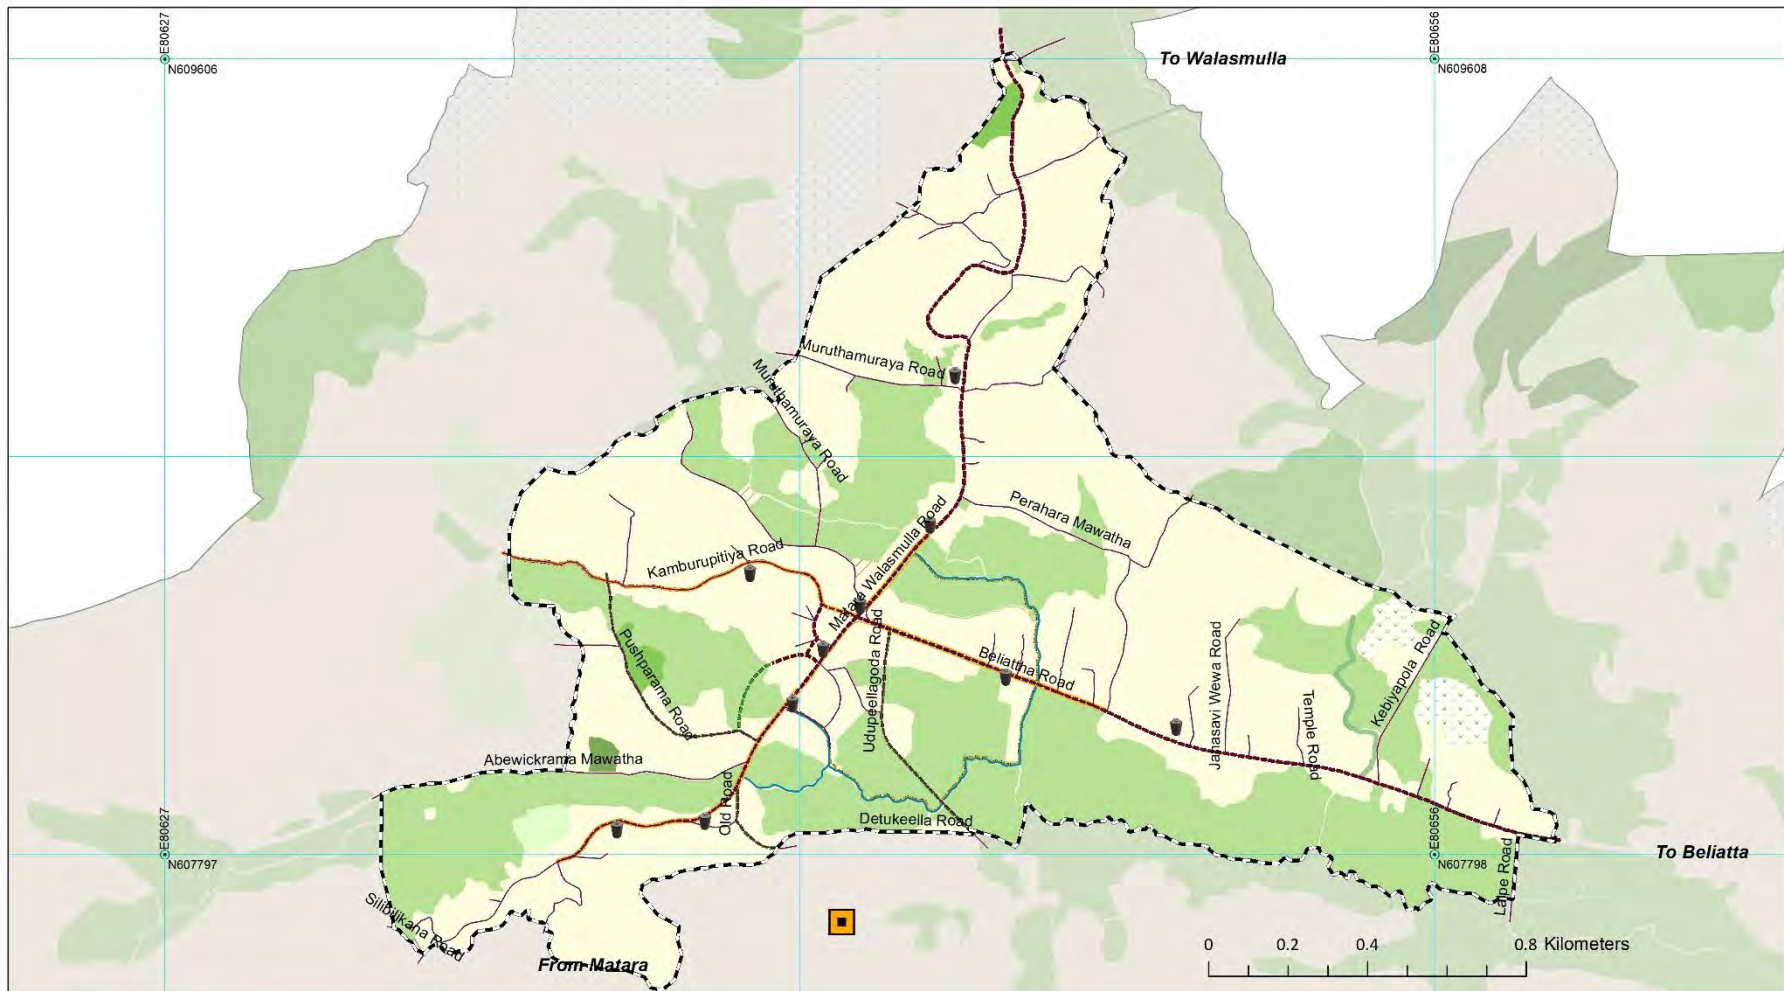 E80627
N609606
To Walasmulla
E80656
N609608
Muruthamuraya Road
Muruthamuraya Road
Matara Walasmulla Road
Perahara Mawatha
Kamburupitiya Road
Pushparama Road
Udupeellagoda Road
Beliattha Road
Janasavi Wewa Road
Temple Road
Kebiyapola Road
Abewickrama Mawatha
Old Road
Detukeella Road
E80627
N607797
E80656
N607798
To Beliatta
Lalpe Road
Silibilikaha Road
From Matara
0 0.2 0.4 0.8 Kilometers